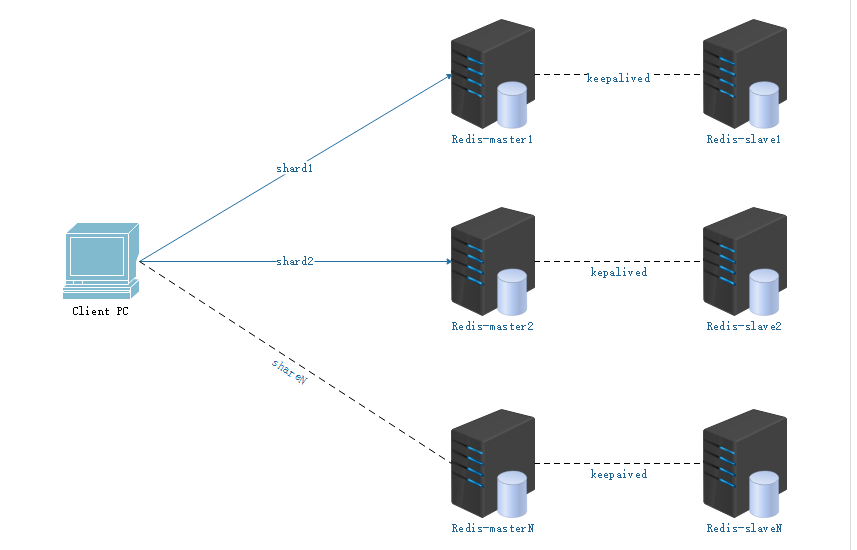 keepalived
Redis-master1
Redis-slave1
shard1
shard2
kepalived
Client PC
Redis-master2
Redis-slave2
shareN
keepaived
Redis-masterN
Redis-slaveN